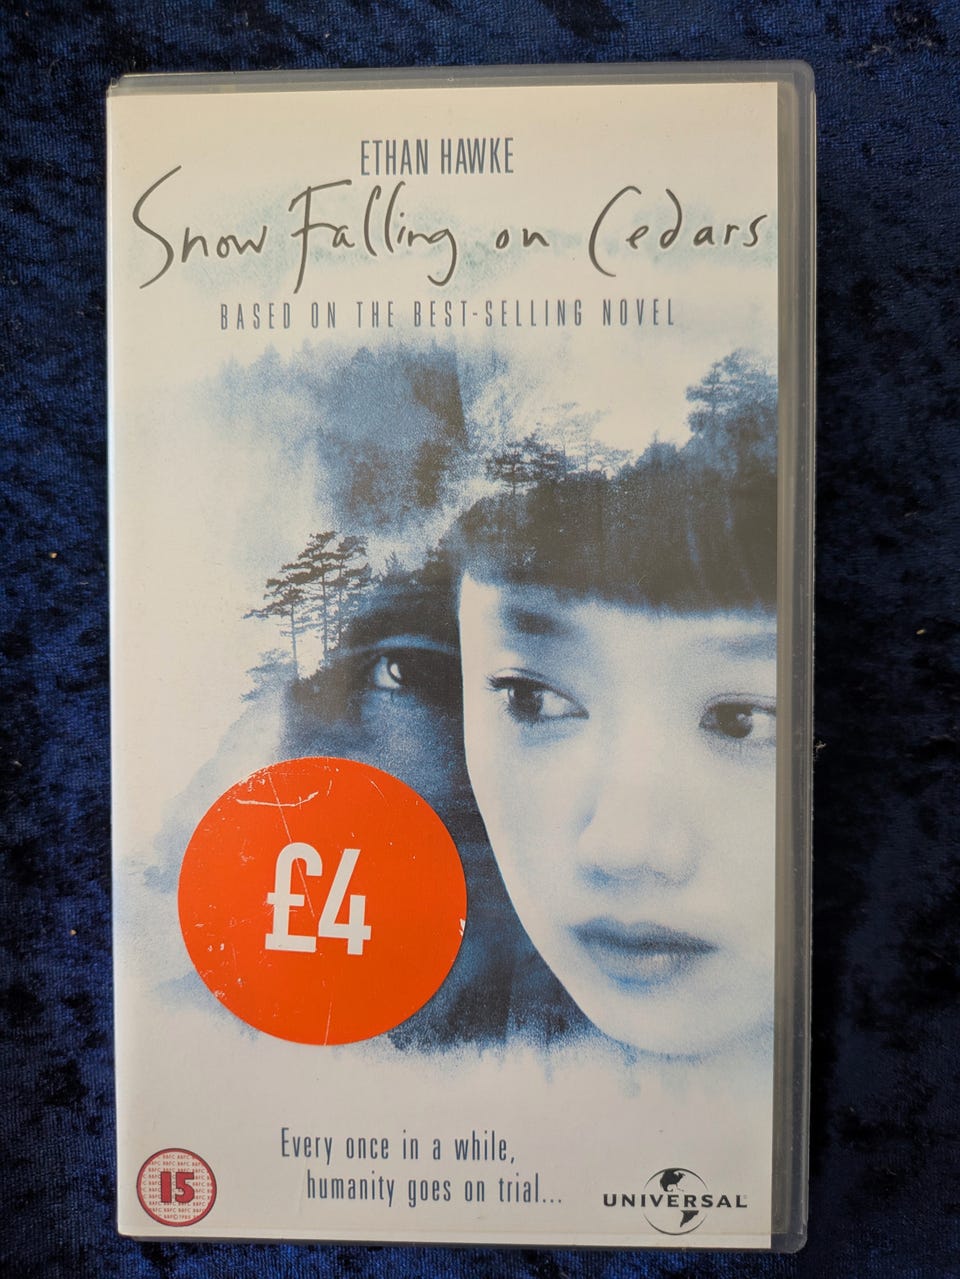 ETHAN HAWKE
Snow Falling on Cedars
BASED ON THE BEST-SELLING NOVEL
£4
Every once in a while,
humanity goes on trial...
15
UNIVERSAL